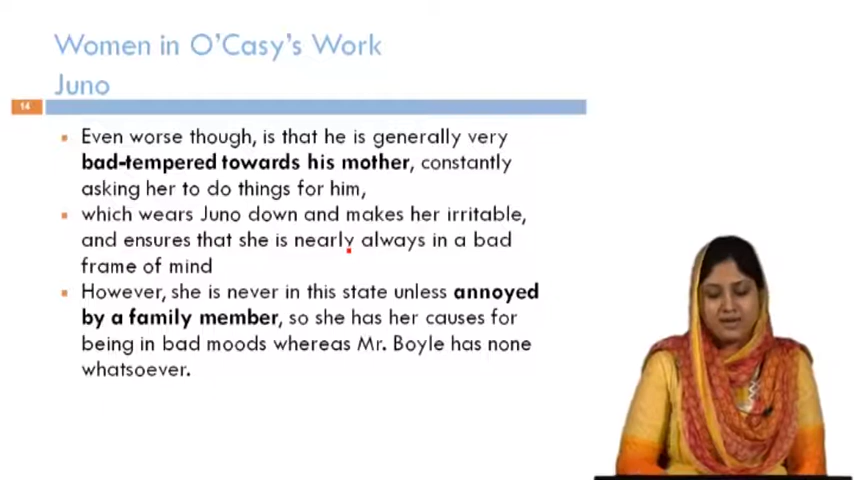 Women in O'Casy's Work
Juno
14
Even worse though, is that he is generally very
bad-tempered towards his mother, constantly
asking her to do things for him,
which wears Juno down and makes her irritable,
and ensures that she is nearly always in a bad
frame of mind
However, she is never in this state unless annoyed
by a family member, so she has her causes for
being in bad moods whereas Mr. Boyle has none
whatsoever.